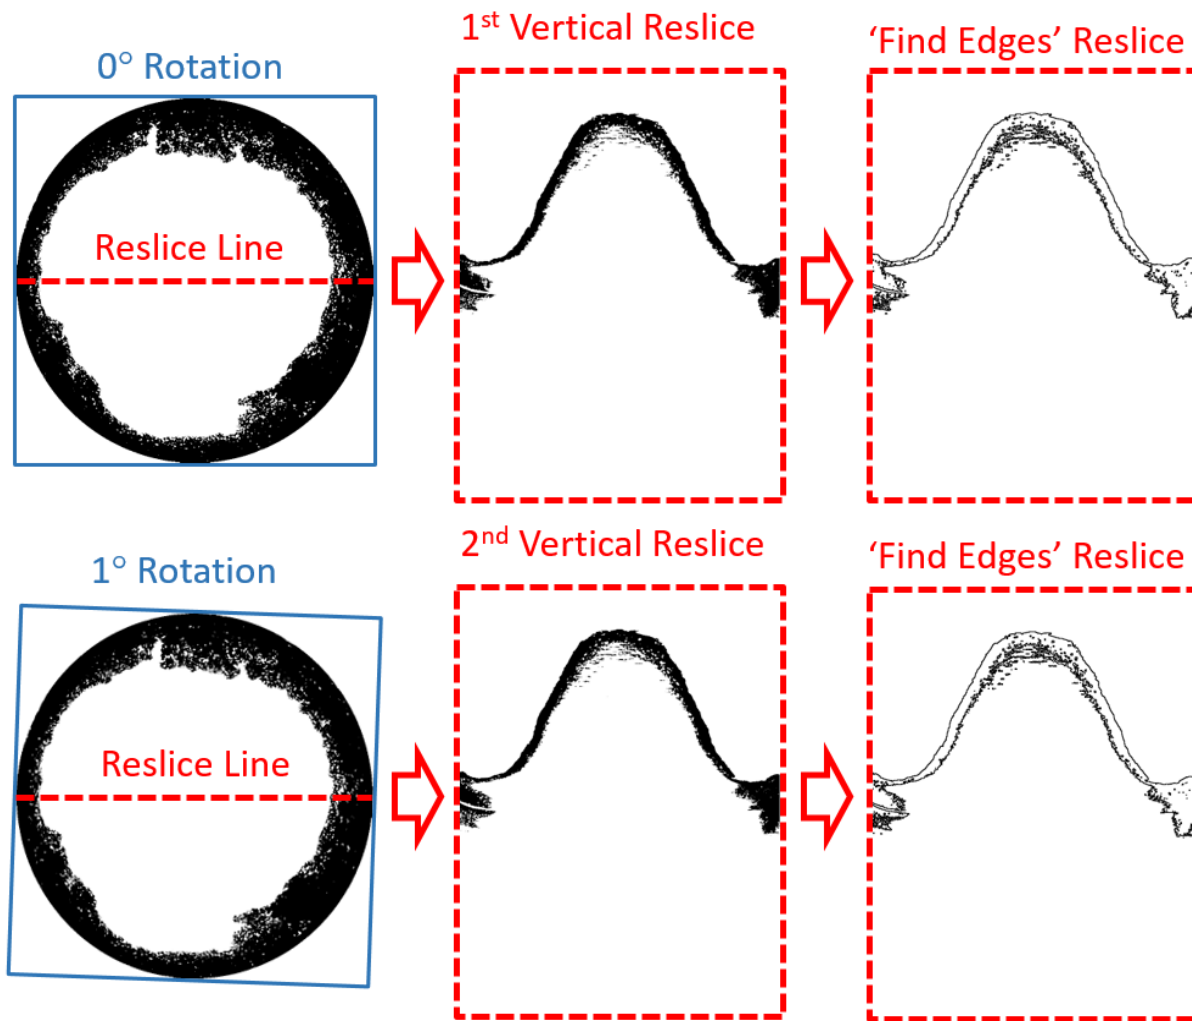 0° Rotation
1st Vertical Reslice
‘Find Edges’ Reslice
Reslice Line
1° Rotation
2nd Vertical Reslice
‘Find Edges’ Reslice
Reslice Line